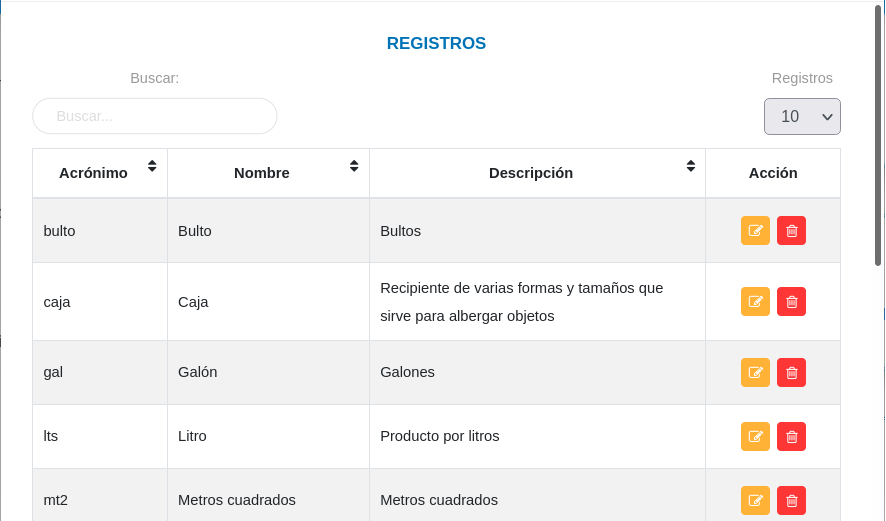 REGISTROS
Buscar: Registros
Buscar... 10
Acrónimo Nombre Descripción Acción
bulto Bulto Bultos
caja Caja Recipiente de varias formas y tamaños que
sirve para albergar objetos
gal Galón Galones
lts Litro Producto por litros
mt2 Metros cuadrados Metros cuadrados